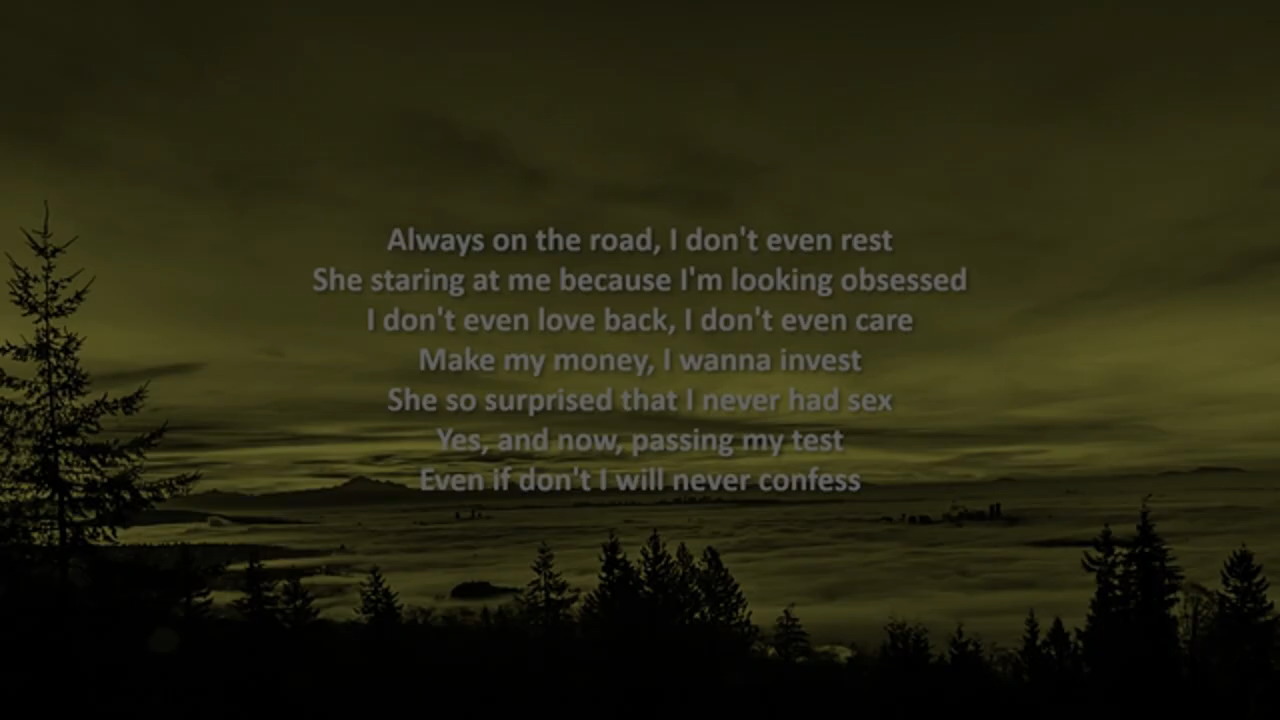 Always on the road, I don't even rest
She staring at me because I'm looking obsessed
I don't even love back, I don't even care
Make my money, I wanna invest
She so surprised that I never had sex
Yes, and now, passing my test
Even if don't I will never confess